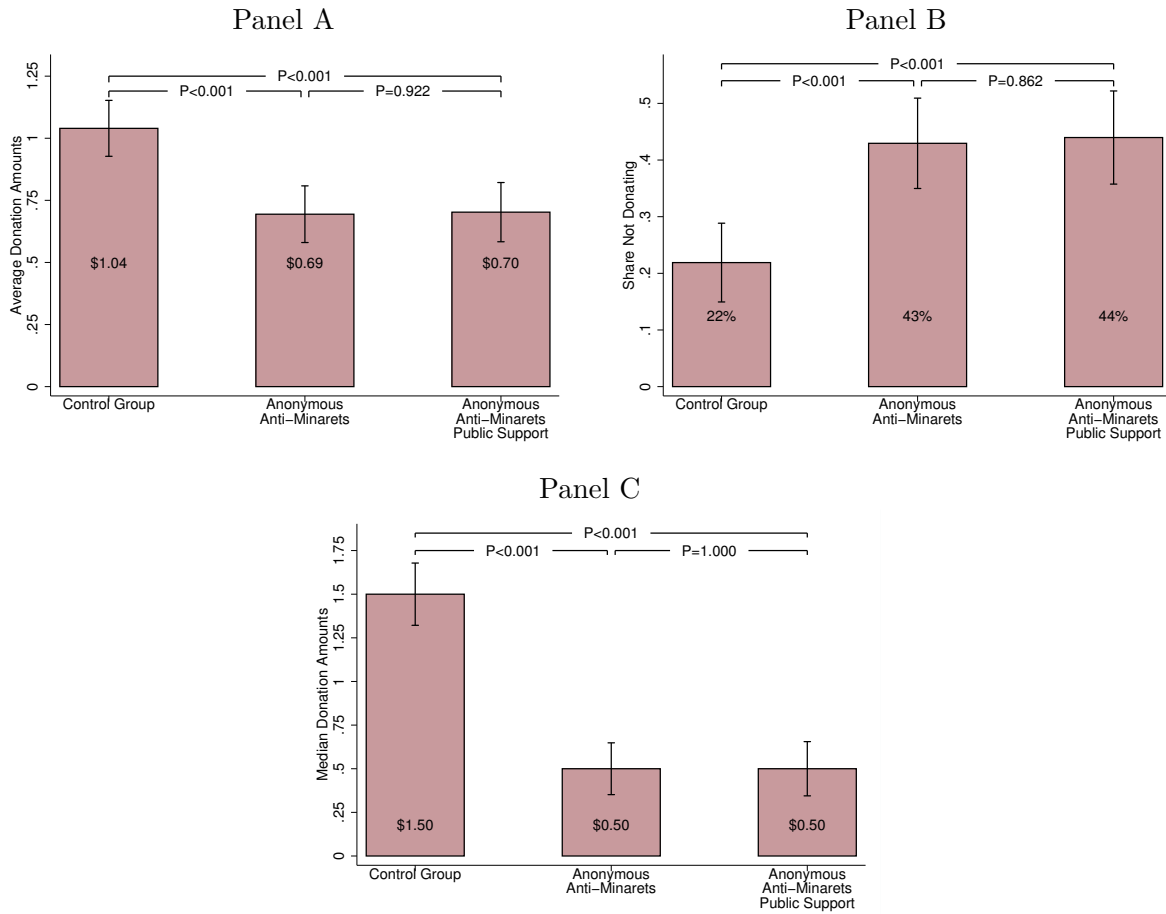 Panel A
P<0.001
P<0.001
P=0.922
Average Donation Amounts
1.25
1
.75
.5
.25
0
$1.04
$0.69
$0.70
Control Group
Anonymous
Anti−Minarets
Anonymous
Anti−Minarets
Public Support
Panel B
P<0.001
P<0.001
P=0.862
Share Not Donating
.5
.4
.3
.2
.1
0
22%
43%
44%
Control Group
Anonymous
Anti−Minarets
Anonymous
Anti−Minarets
Public Support
Panel C
P<0.001
P<0.001
P=1.000
Median Donation Amounts
1.75
1.5
1.25
1
.75
.5
.25
0
$1.50
$0.50
$0.50
Control Group
Anonymous
Anti−Minarets
Anonymous
Anti−Minarets
Public Support